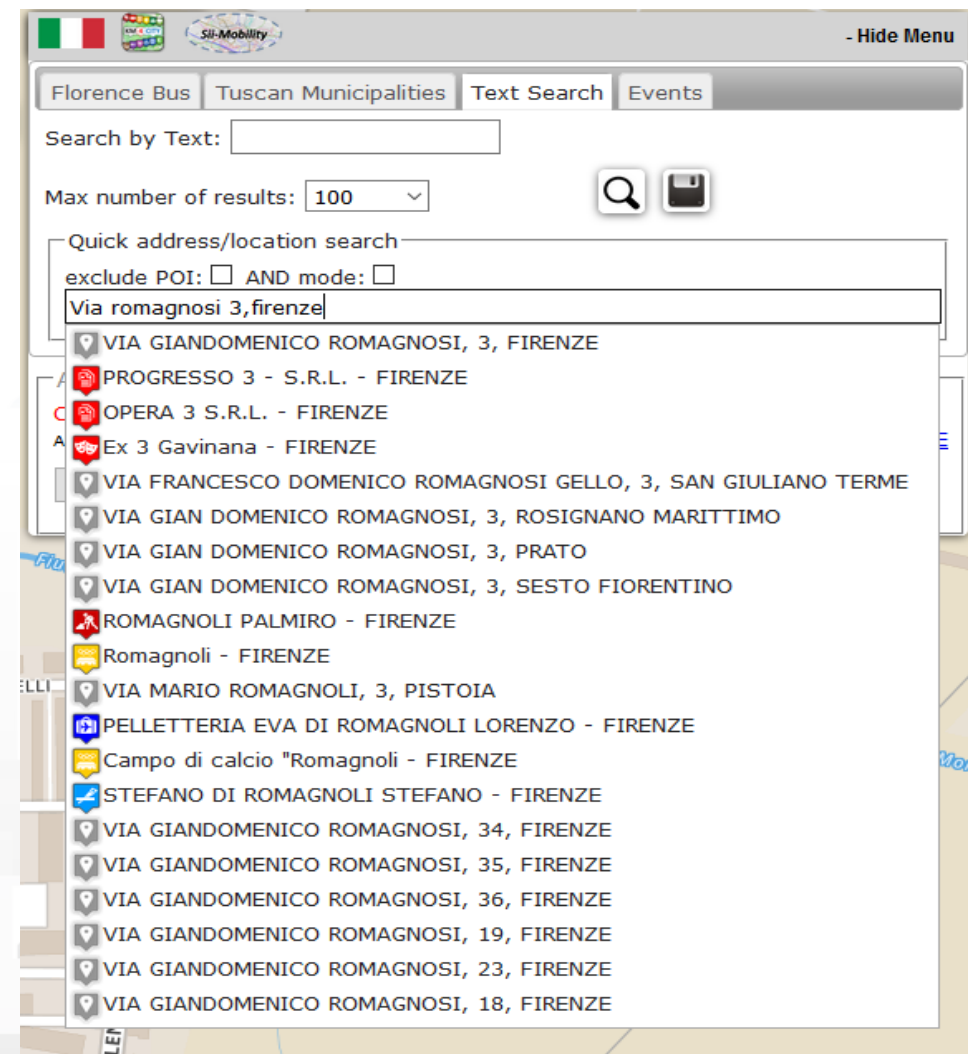 KM 4 CITY Sii-Mobility - Hide Menu
Florence Bus Tuscan Municipalities Text Search Events
Search by Text:
Max number of results: 100
Quick address/location search
exclude POI: AND mode:
Via romagnosi 3,firenze
VIA GIANDOMENICO ROMAGNOSI, 3, FIRENZE
PROGRESSO 3 - S.R.L. - FIRENZE
OPERA 3 S.R.L. - FIRENZE
Ex 3 Gavinana - FIRENZE
VIA FRANCESCO DOMENICO ROMAGNOSI GELLO, 3, SAN GIULIANO TERME
VIA GIAN DOMENICO ROMAGNOSI, 3, ROSIGNANO MARITTIMO
VIA GIAN DOMENICO ROMAGNOSI, 3, PRATO
VIA GIAN DOMENICO ROMAGNOSI, 3, SESTO FIORENTINO
ROMAGNOLI PALMIRO - FIRENZE
Romagnoli - FIRENZE
VIA MARIO ROMAGNOLI, 3, PISTOIA
PELLETTERIA EVA DI ROMAGNOLI LORENZO - FIRENZE
Campo di calcio "Romagnoli - FIRENZE
STEFANO DI ROMAGNOLI STEFANO - FIRENZE
VIA GIANDOMENICO ROMAGNOSI, 34, FIRENZE
VIA GIANDOMENICO ROMAGNOSI, 35, FIRENZE
VIA GIANDOMENICO ROMAGNOSI, 36, FIRENZE
VIA GIANDOMENICO ROMAGNOSI, 19, FIRENZE
VIA GIANDOMENICO ROMAGNOSI, 23, FIRENZE
VIA GIANDOMENICO ROMAGNOSI, 18, FIRENZE